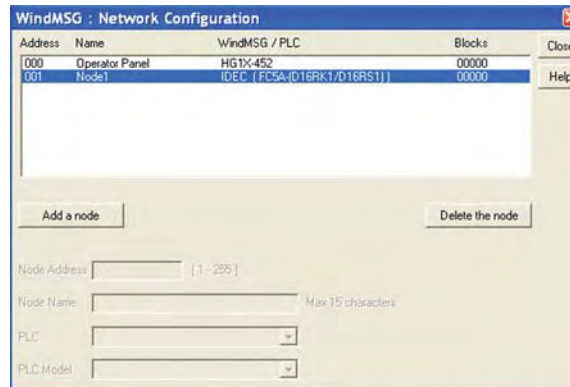 WindMSG : Network Configuration
Address Name WindMSG / PLC Blocks
000 Operator Panel HG1X-452 00000
001 Node1 IDEC ( FC5A-(D16RK1/D16RS1) ) 00000
Close
Help
Add a node Delete the node
Node Address [ 1 - 255 ]
Node Name Max 15 characters
PLC
PLC Model